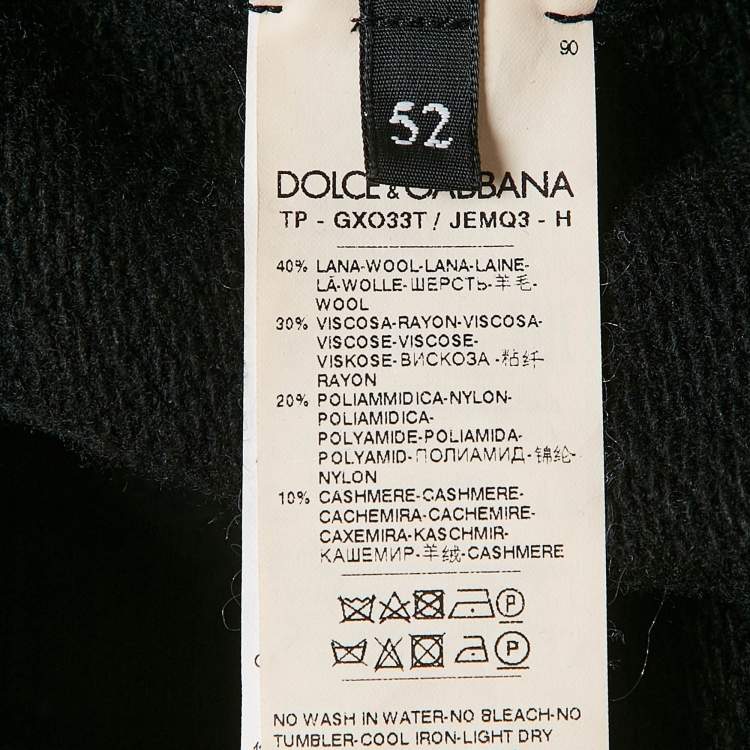 90
52
DOLCE & GABBANA
TP - GX033T / JEMQ3 - H
40% LANA-WOOL-LANA-LAINE-
LÃ-WOLLE-ШЕРСТЬ-羊毛-
WOOL
30% VISCOSA-RAYON-VISCOSA-
VISCOSE-VISCOSE-
VISKOSE-ВИСКОЗА -粘纤-
RAYON
20% POLIAMMIDICA-NYLON-
POLIAMIDICA-
POLYAMIDE-POLIAMIDA-
POLYAMID-ПОЛИАМИД-锦纶-
NYLON
10% CASHMERE-CASHMERE-
CACHEMIRA-CACHEMIRE-
CAXEMIRA-KASCHMIR-
КАШЕМИР-羊绒-CASHMERE
P
P
NO WASH IN WATER-NO BLEACH-NO
TUMBLER-COOL IRON-LIGHT DRY